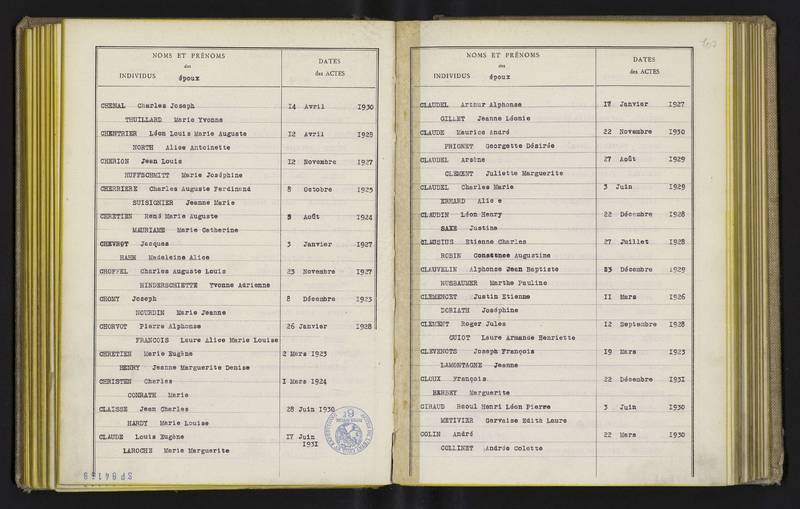 NOMS ET PRÉNOMS
des
INDIVIDUS époux
DATES
des ACTES
CHENAL Charles Joseph 14 Avril 1930
THUILLARD Marie Yvonne
CHENTRIER Léon Louis Marie Auguste 12 Avril 1928
NORTH Alice Antoinette
CHERION Jean Louis 12 Novembre 1927
HUFFSCHMITT Marie Joséphine
CHERRIERE Charles Auguste Ferdinand 8 Octobre 1925
SUISIGNIER Jeanne Marie
CHRETIEN René Marie Auguste 9 Août 1924
MAURIAME Marie Catherine
CHEVROT Jacques 3 Janvier 1927
HAHN Madeleine Alice
CHOFFEL Charles Auguste Louis 23 Novembre 1927
HINDERSCHIETTE Yvonne Adrienne
CHOMY Joseph 8 Décembre 1923
NOURDIN Marie Jeanne
CHORVOT Pierre Alphonse 26 Janvier 1928
FRANCOIS Laure Alice Marie Louise
CHRETIEN Marie Eugène 2 Mars 1923
HENRY Jeanne Marguerite Denise
CHRISTEN Charles 1 Mars 1924
CONRATH Marie
CLAISSE Jean Charles 28 Juin 1930
HARDY Marie Louise
CLAUDE Louis Eugène 17 Juin
1931
LAROCHE Marie Marguerite
NOMS ET PRÉNOMS
des
INDIVIDUS époux
DATES
des ACTES
CLAUDEL Arthur Alphonse 17 Janvier 1927
GILLET Jeanne Léonie
CLAUDE Maurice André 22 Novembre 1930
PHIGNET Georgette Désirée
CLAUDEL Arsène 27 Août 1929
CLEMENT Juliette Marguerite
CLAUDEL Charles Marie 3 Juin 1929
ERHARD Alice
CLAUDIN Léon Henry 22 Décembre 1928
SAXE Justine
CLAUSIUS Etienne Charles 27 Juillet 1928
ROBIN Constance Augustine
CLAUVELIN Alphonse Jean Baptiste 23 Décembre 1929
NUSBAUMER Marthe Pauline
CLEMENCET Justin Etienne 11 Mars 1926
DORIATH Joséphine
CLEMENT Roger Jules 12 Septembre 1928
GUIOT Laure Armande Henriette
CLEVENOTS Joseph François 19 Mars 1923
LAMONTAGNE Jeanne
CLOUX François 22 Décembre 1931
BARBEY Marguerite
GIRAUD Raoul Henri Léon Pierre 3 Juin 1930
METIVIER Gervaise Edith Laure
COLIN André 22 Mars 1930
COLLINET Andrée Colette